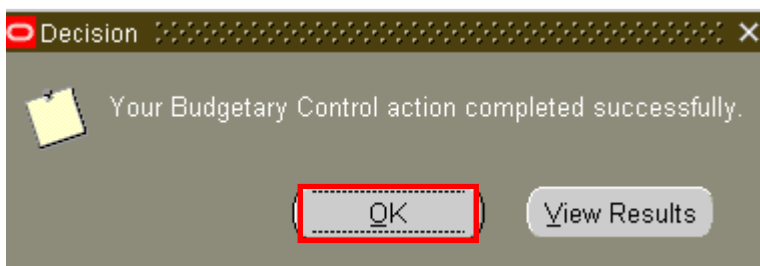 Decision
Your Budgetary Control action completed successfully.
OK
View Results